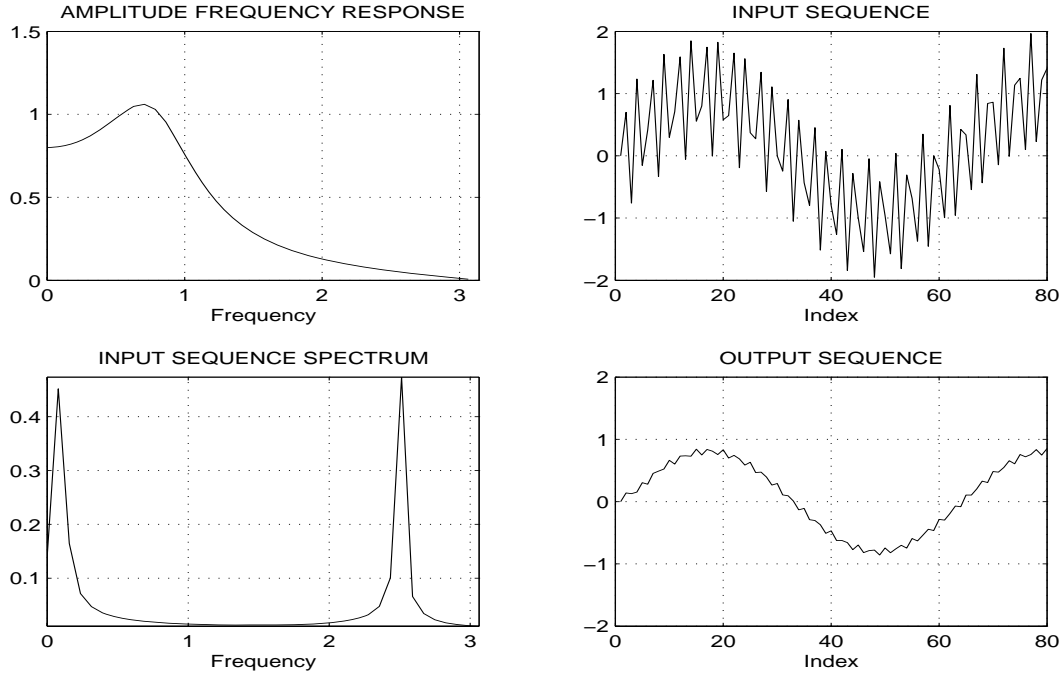 AMPLITUDE FREQUENCY RESPONSE
1.5
1
0.5
0
0 1 2 3
Frequency
INPUT SEQUENCE
2
1
0
−1
−2
0 20 40 60 80
Index
INPUT SEQUENCE SPECTRUM
0.4
0.3
0.2
0.1
0 1 2 3
Frequency
OUTPUT SEQUENCE
2
1
0
−1
−2
0 20 40 60 80
Index